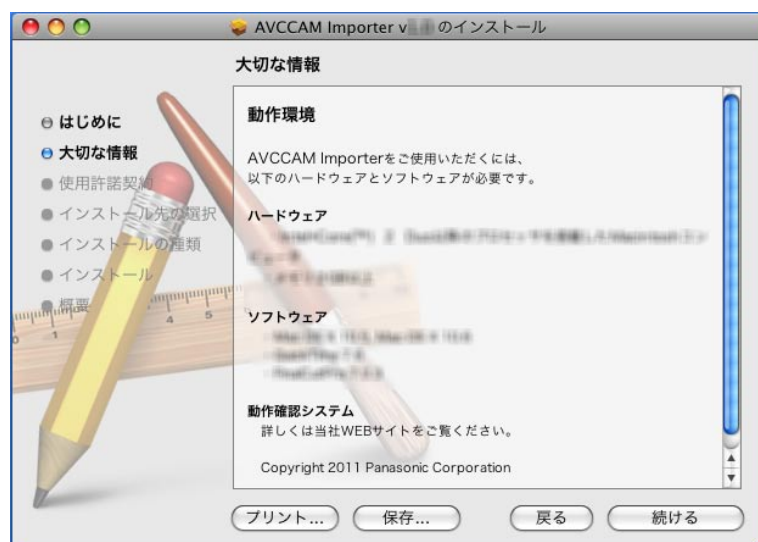 AVCCAM Importer v のインストール
大切な情報
はじめに
大切な情報
使用許諾契約
インストール先の選択
インストールの種類
インストール
概要
動作環境
AVCCAM Importerをご使用いただくには、
以下のハードウェアとソフトウェアが必要です。
ハードウェア
ソフトウェア
動作確認システム
詳しくは当社WEBサイトをご覧ください。
Copyright 2011 Panasonic Corporation
0 1 4 5
プリント... 保存... 戻る 続ける